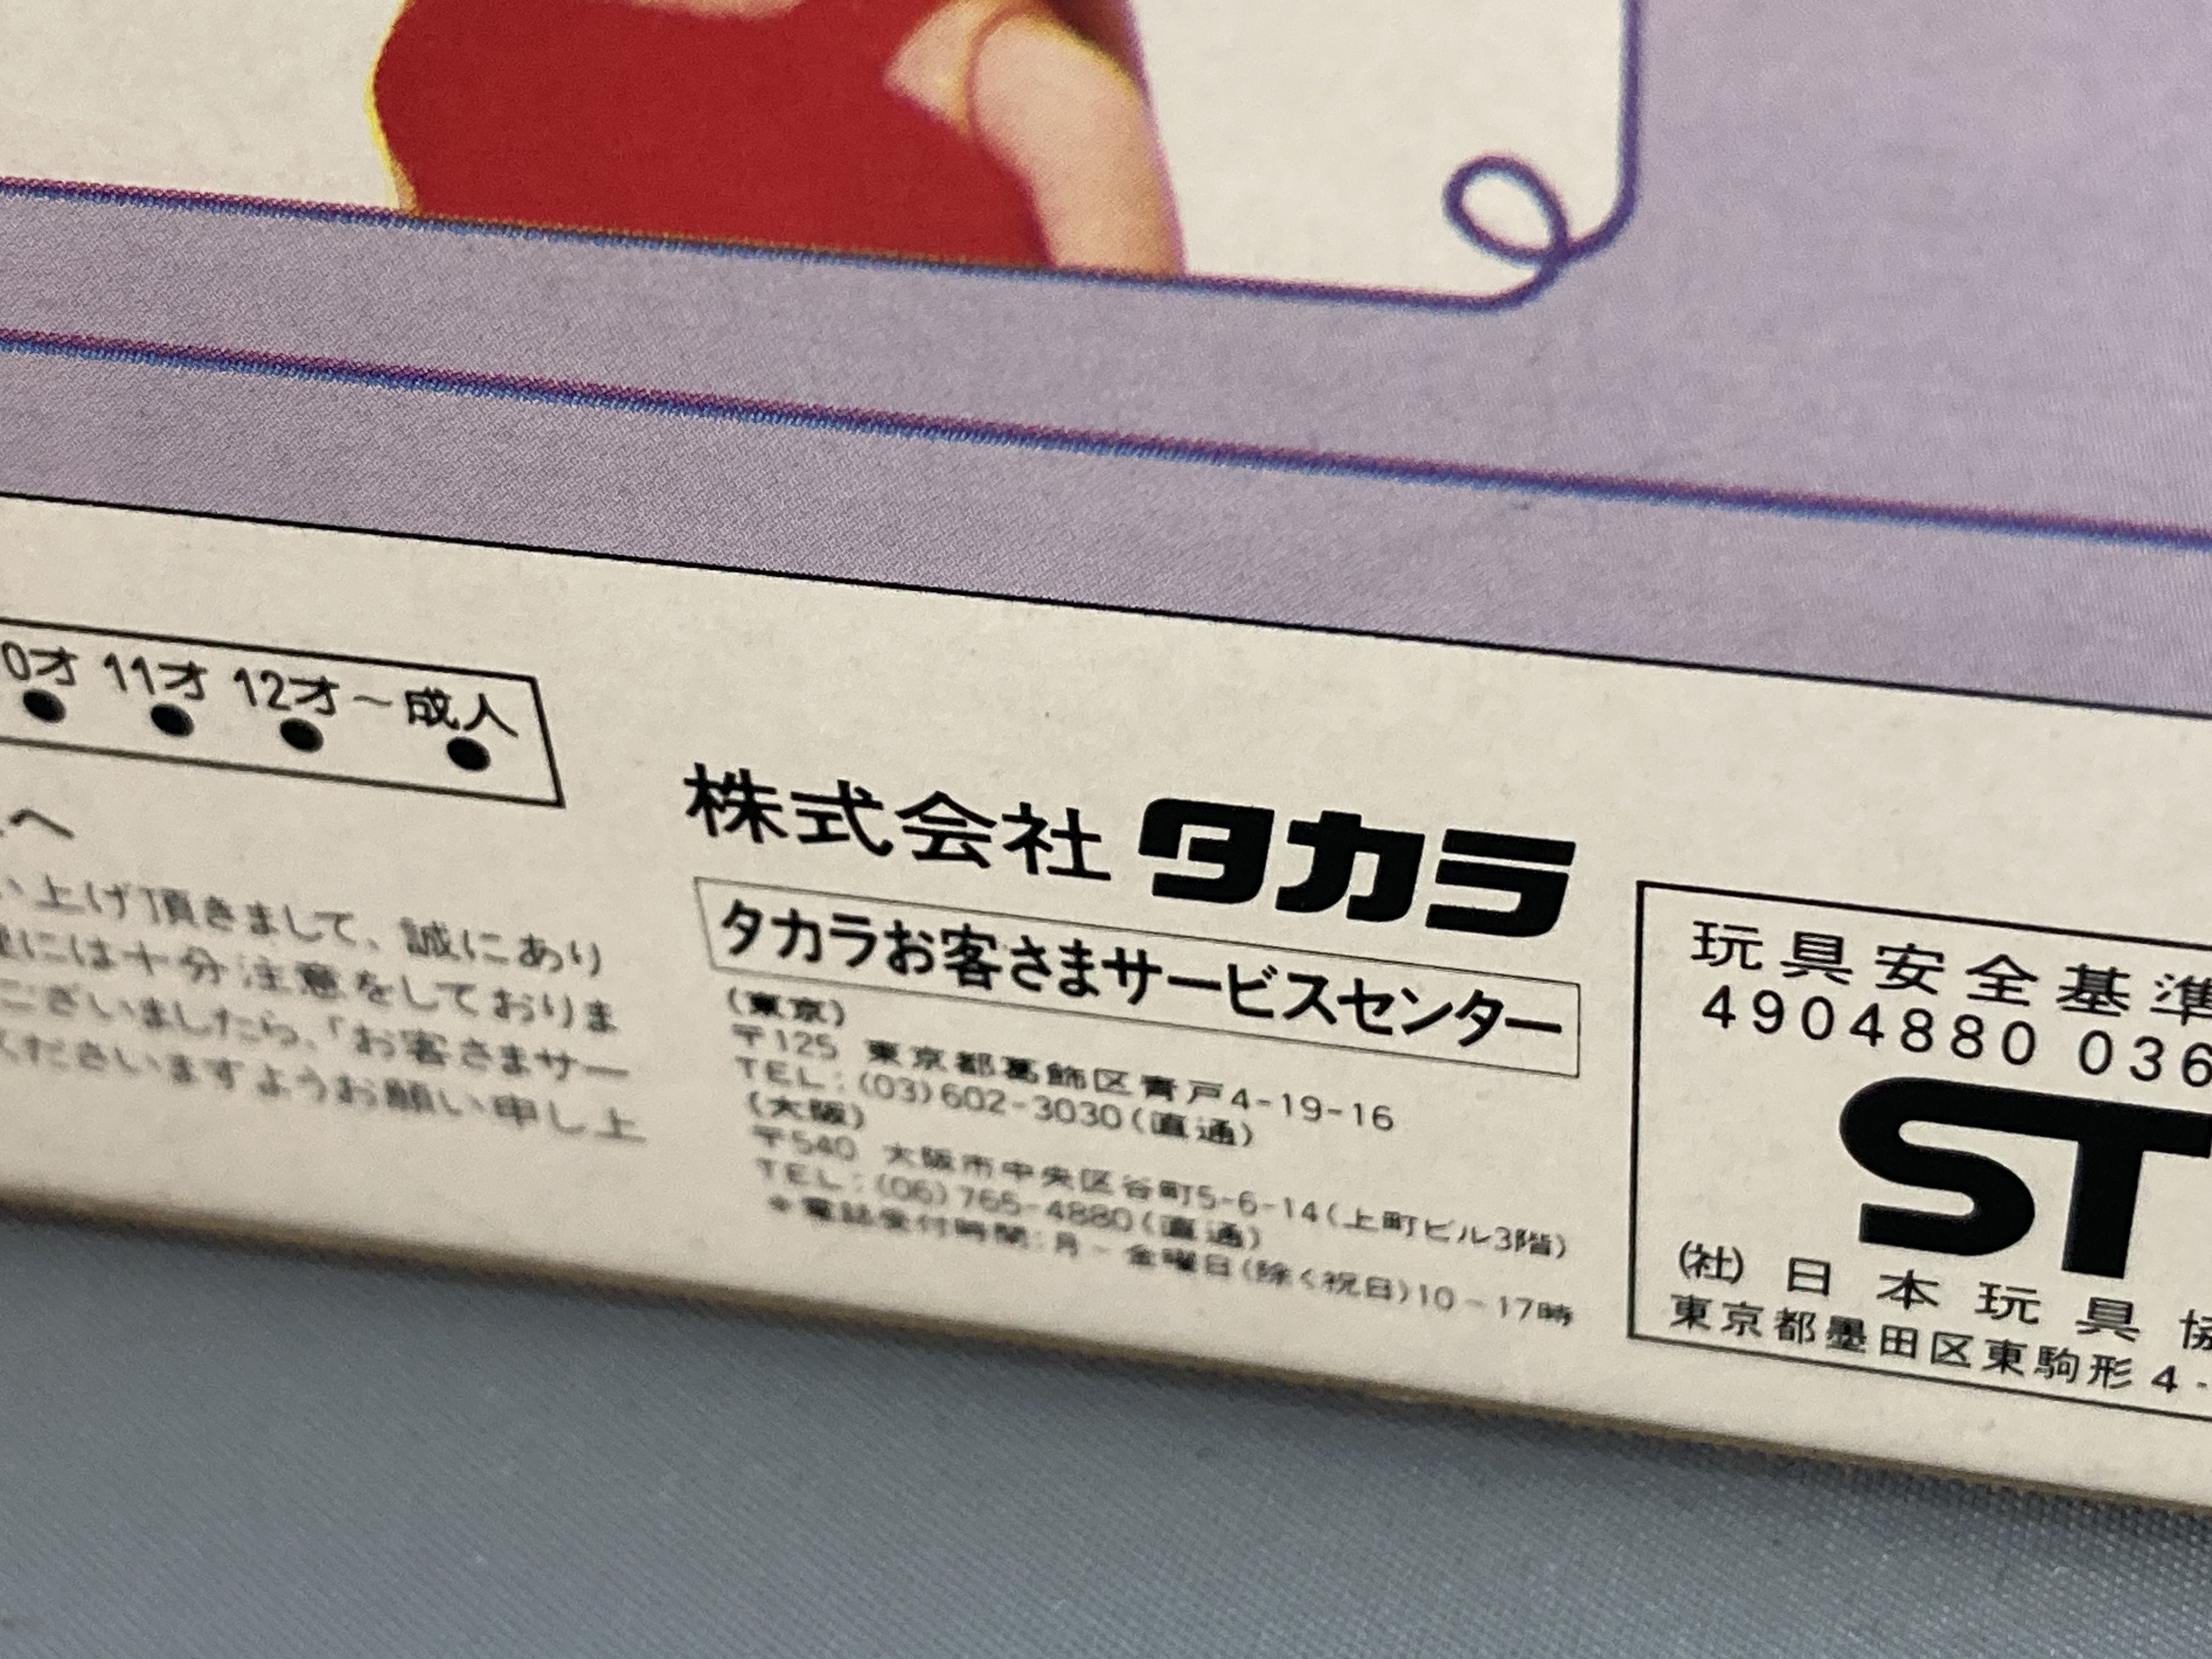 0才 11才 12才～成人
へ
い上げ頂きまして、誠にあり
には十分注意をしておりま
ございましたら、「お客さまサー
くださいますようお願い申し上
株式会社タカラ
タカラお客さまサービスセンター
(東京)
〒125 東京都葛飾区青戸4-19-16
TEL:(03)602-3030(直通)
(大阪)
〒540 大阪市中央区谷町5-6-14(上町ビル3階)
TEL:(06)765-4880(直通)
*電話受付時間:月～金曜日(除く祝日)10～17時
玩具安全基準
4904880 036
ST
(社)日本玩具協
東京都墨田区東駒形4-